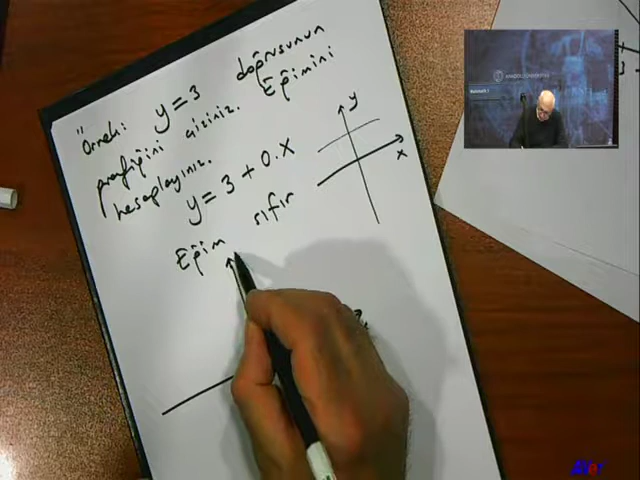 Örnek: y = 3 doğrusunun
grafiğini çiziniz. Eğimini
hesaplayınız.
y = 3 + 0.x
Eğim sıfır
y
x